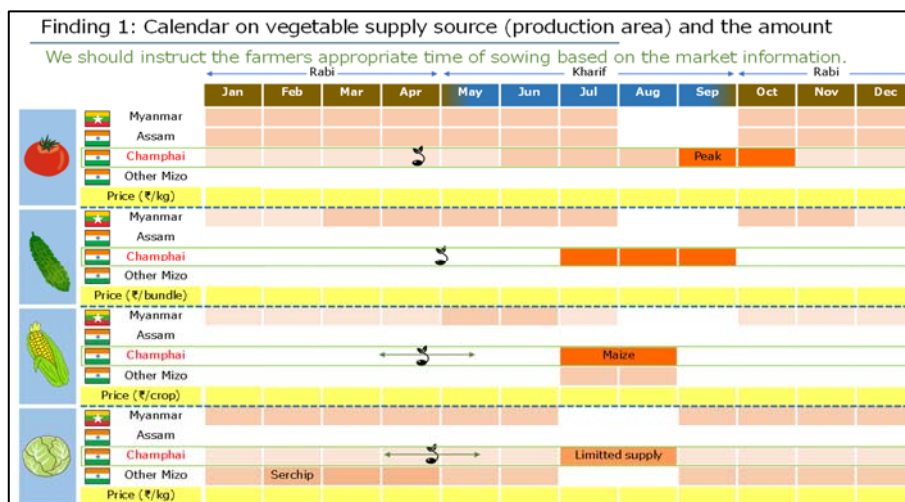 Finding 1: Calendar on vegetable supply source (production area) and the amount
We should instruct the farmers appropriate time of sowing based on the market information.
Rabi Kharif Rabi
Jan Feb Mar Apr May Jun Jul Aug Sep Oct Nov Dec
Myanmar
Assam
Champhai Peak
Other Mizo
Price (₹/kg)
Myanmar
Assam
Champhai
Other Mizo
Price (₹/bundle)
Myanmar
Assam
Champhai Maize
Other Mizo
Price (₹/crop)
Myanmar
Assam
Champhai Limitted supply
Other Mizo Serchip
Price (₹/kg)